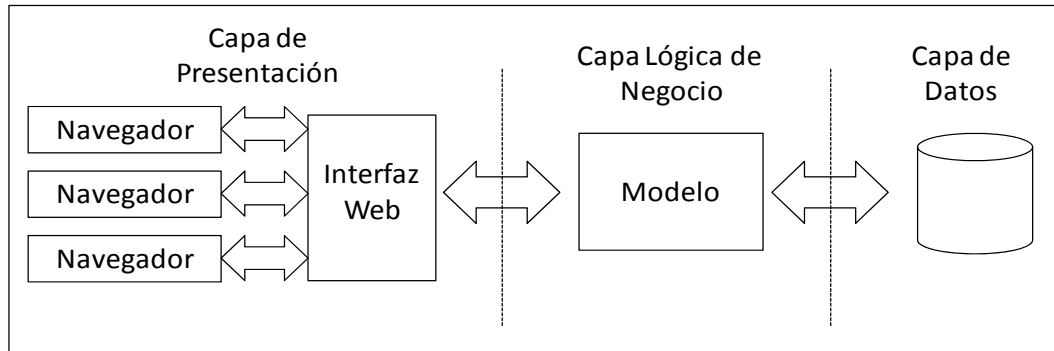 Capa de
Presentación
Capa Lógica de
Negocio
Capa de
Datos
Navegador
Navegador
Navegador
Interfaz
Web
Modelo